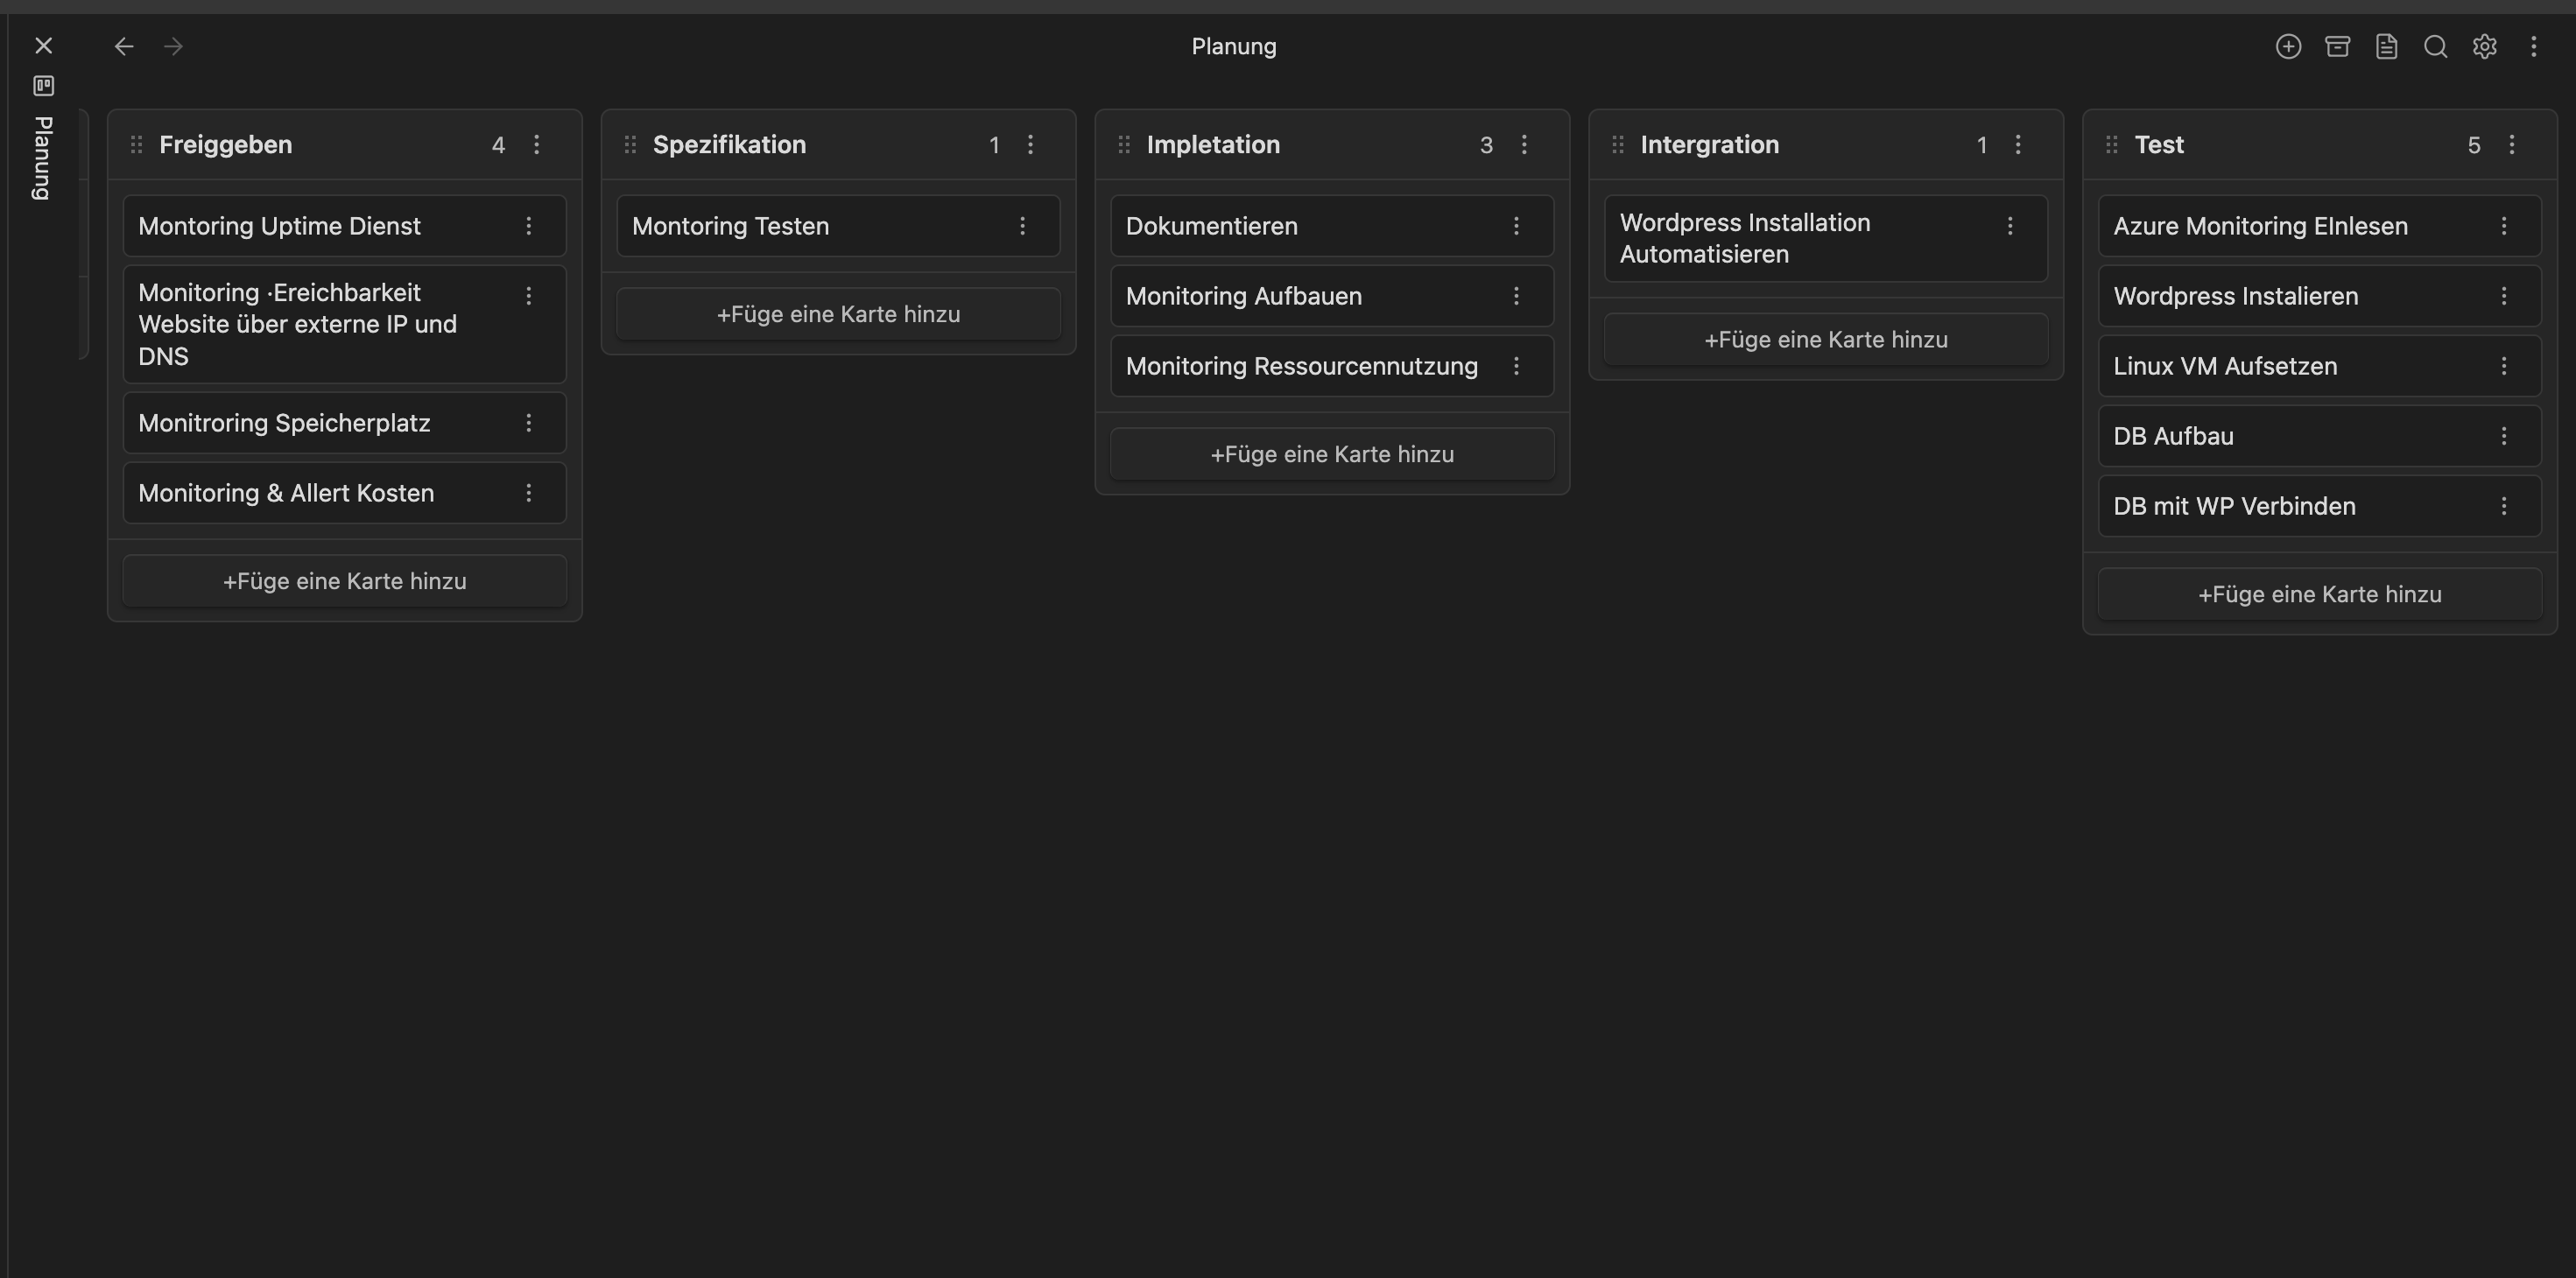 Planung
Planung
Freiggeben 4
Montoring Uptime Dienst
Monitoring ·Ereichbarkeit
Website über externe IP und
DNS
Monitroring Speicherplatz
Monitoring & Allert Kosten
+Füge eine Karte hinzu
Spezifikation 1
Montoring Testen
+Füge eine Karte hinzu
Impletation 3
Dokumentieren
Monitoring Aufbauen
Monitoring Ressourcennutzung
+Füge eine Karte hinzu
Intergration 1
Wordpress Installation
Automatisieren
+Füge eine Karte hinzu
Test 5
Azure Monitoring EInlesen
Wordpress Instalieren
Linux VM Aufsetzen
DB Aufbau
DB mit WP Verbinden
+Füge eine Karte hinzu